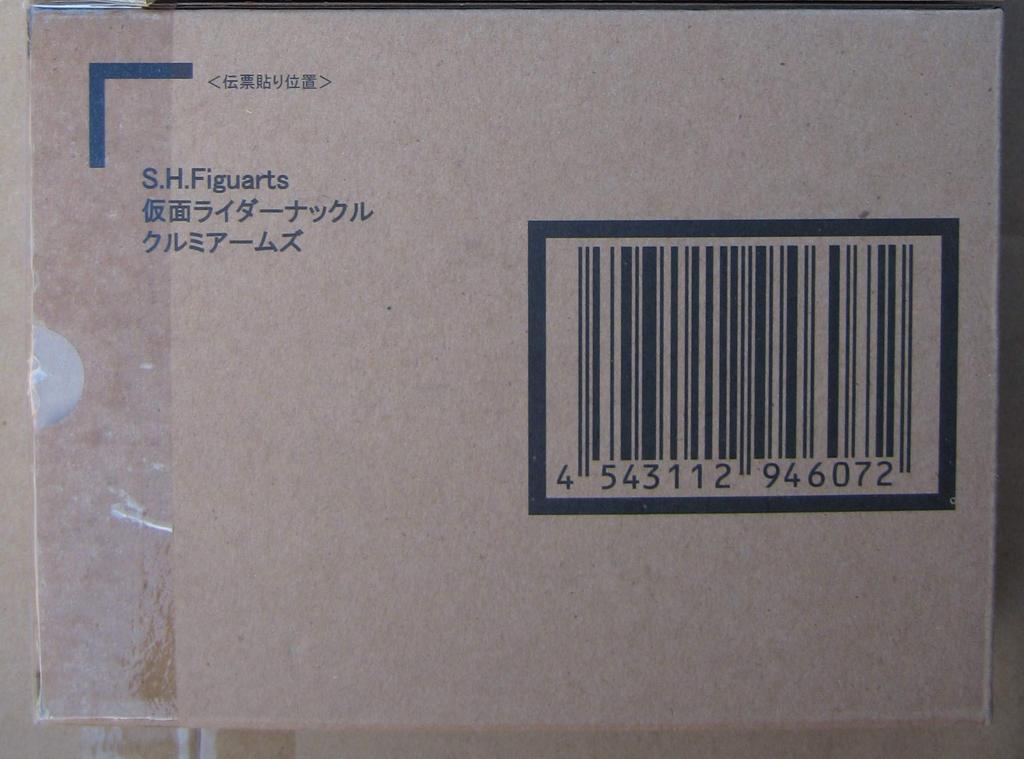 <伝票貼り位置>
S.H.Figuarts
仮面ライダーナックル
クルミアームズ
4 543112 946072